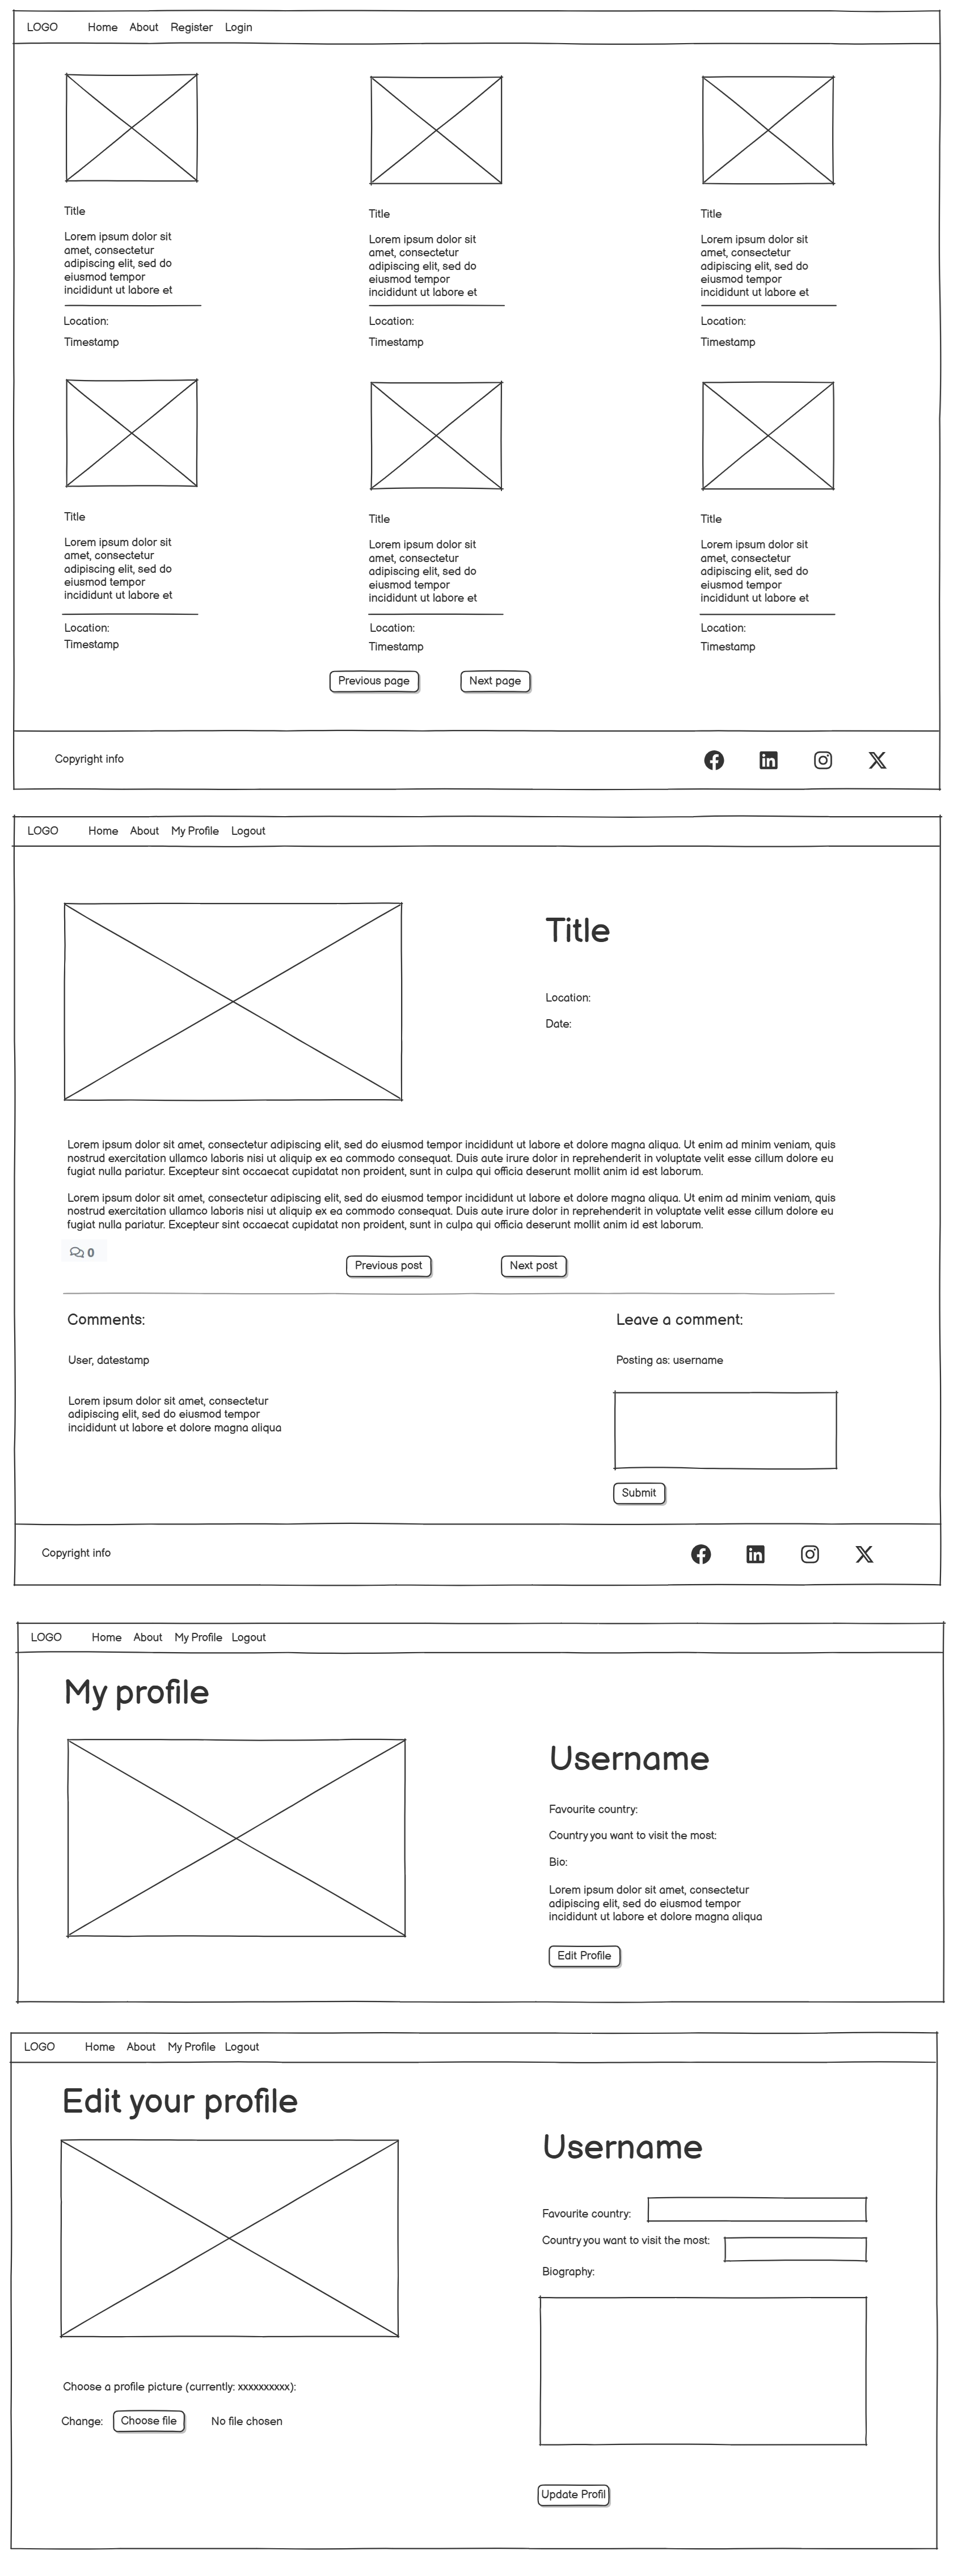 LOGO Home About Register Login
Title
Lorem ipsum dolor sit
amet, consectetur
adipiscing elit, sed do
eiusmod tempor
incididunt ut labore et
Location:
Timestamp
Title
Lorem ipsum dolor sit
amet, consectetur
adipiscing elit, sed do
eiusmod tempor
incididunt ut labore et
Location:
Timestamp
Title
Lorem ipsum dolor sit
amet, consectetur
adipiscing elit, sed do
eiusmod tempor
incididunt ut labore et
Location:
Timestamp
Title
Lorem ipsum dolor sit
amet, consectetur
adipiscing elit, sed do
eiusmod tempor
incididunt ut labore et
Location:
Timestamp
Title
Lorem ipsum dolor sit
amet, consectetur
adipiscing elit, sed do
eiusmod tempor
incididunt ut labore et
Location:
Timestamp
Title
Lorem ipsum dolor sit
amet, consectetur
adipiscing elit, sed do
eiusmod tempor
incididunt ut labore et
Location:
Timestamp
Previous page Next page
Copyright info
LOGO Home About My Profile Logout
Title
Location:
Date:
Lorem ipsum dolor sit amet, consectetur adipiscing elit, sed do eiusmod tempor incididunt ut labore et dolore magna aliqua. Ut enim ad minim veniam, quis
nostrud exercitation ullamco laboris nisi ut aliquip ex ea commodo consequat. Duis aute irure dolor in reprehenderit in voluptate velit esse cillum dolore eu
fugiat nulla pariatur. Excepteur sint occaecat cupidatat non proident, sunt in culpa qui officia deserunt mollit anim id est laborum.
Lorem ipsum dolor sit amet, consectetur adipiscing elit, sed do eiusmod tempor incididunt ut labore et dolore magna aliqua. Ut enim ad minim veniam, quis
nostrud exercitation ullamco laboris nisi ut aliquip ex ea commodo consequat. Duis aute irure dolor in reprehenderit in voluptate velit esse cillum dolore eu
fugiat nulla pariatur. Excepteur sint occaecat cupidatat non proident, sunt in culpa qui officia deserunt mollit anim id est laborum.
0
Previous post Next post
Comments:
User, datestamp
Lorem ipsum dolor sit amet, consectetur
adipiscing elit, sed do eiusmod tempor
incididunt ut labore et dolore magna aliqua
Leave a comment:
Posting as: username
Submit
Copyright info
LOGO Home About My Profile Logout
My profile
Username
Favourite country:
Country you want to visit the most:
Bio:
Lorem ipsum dolor sit amet, consectetur
adipiscing elit, sed do eiusmod tempor
incididunt ut labore et dolore magna aliqua
Edit Profile
LOGO Home About My Profile Logout
Edit your profile
Username
Favourite country:
Country you want to visit the most:
Biography:
Choose a profile picture (currently: xxxxxxxxxx):
Change: Choose file No file chosen
Update Profil